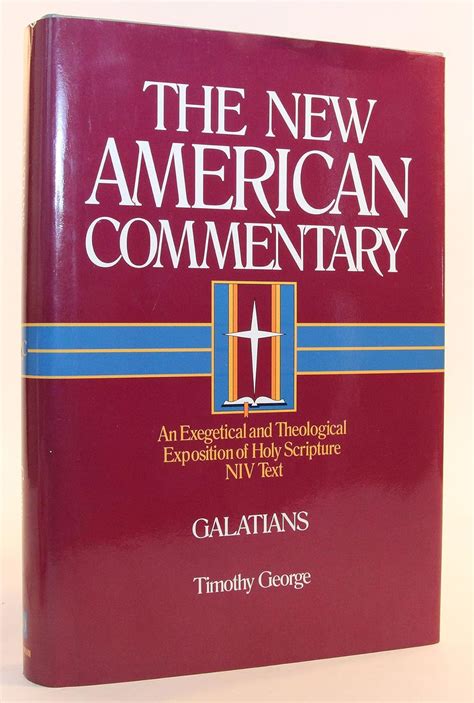 THE NEW
AMERICAN
COMMENTARY
An Exegetical and Theological
Exposition of Holy Scripture
NIV Text
GALATIANS
Timothy George